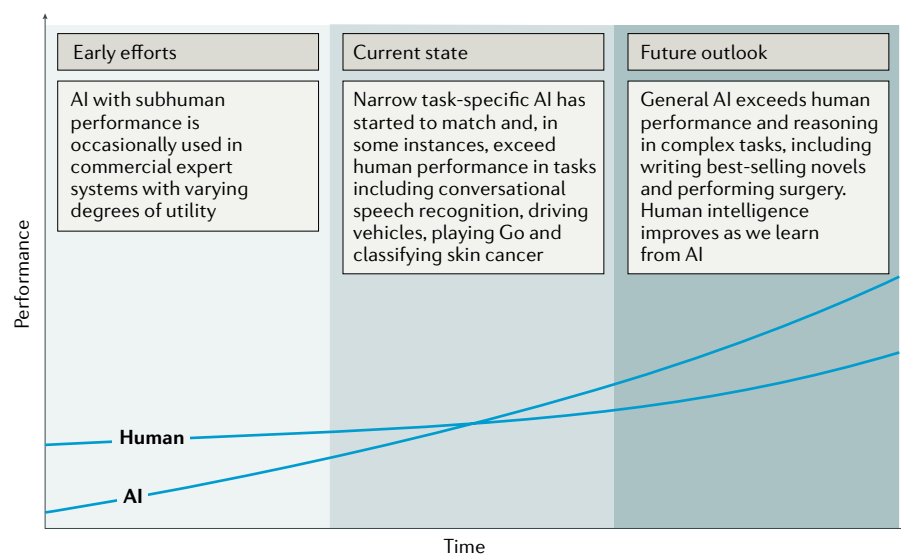 Early efforts
AI with subhuman
performance is
occasionally used in
commercial expert
systems with varying
degrees of utility
Current state
Narrow task-specific AI has
started to match and, in
some instances, exceed
human performance in tasks
including conversational
speech recognition, driving
vehicles, playing Go and
classifying skin cancer
Future outlook
General AI exceeds human
performance and reasoning
in complex tasks, including
writing best-selling novels
and performing surgery.
Human intelligence
improves as we learn
from AI
Performance
Human
AI
Time